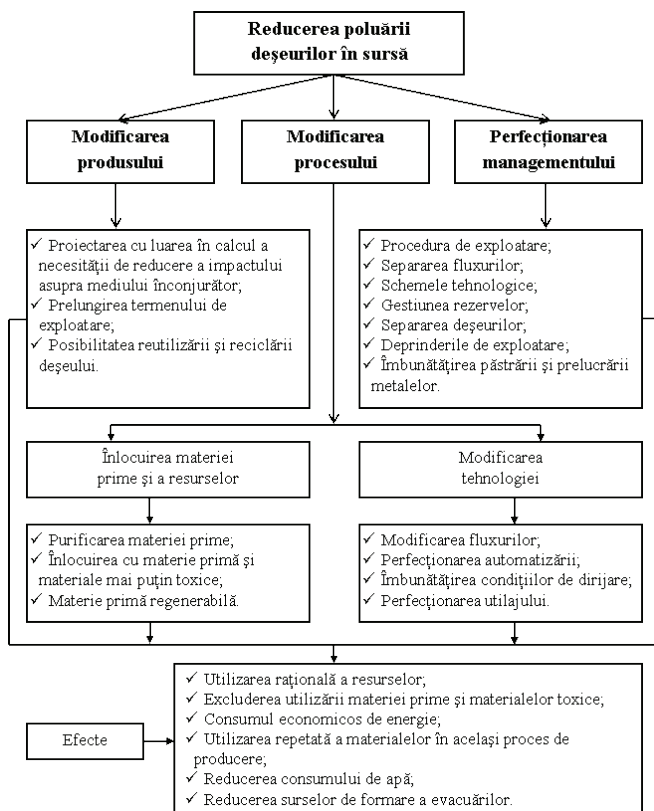 Reducerea poluării
deşeurilor în sursă
Modificarea
produsului
Modificarea
procesului
Perfecţionarea
managementului
✓ Proiectarea cu luarea în calcul a
necesităţii de reducere a impactului
asupra mediului înconjurător;
✓ Prelungirea termenului de
exploatare;
✓ Posibilitatea reutilizării şi reciclării
deşeului.
✓ Procedura de exploatare;
✓ Separarea fluxurilor;
✓ Schemele tehnologice;
✓ Gestiunea rezervelor;
✓ Separarea deşeurilor;
✓ Deprinderile de exploatare;
✓ Îmbunătăţirea păstrării şi prelucrării
metalelor.
Înlocuirea materiei
prime şi a resurselor
Modificarea
tehnologiei
✓ Purificarea materiei prime;
✓ Înlocuirea cu materie primă şi
materiale mai puţin toxice;
✓ Materie primă regenerabilă.
✓ Modificarea fluxurilor;
✓ Perfecţionarea automatizării;
✓ Îmbunătăţirea condiţiilor de dirijare;
✓ Perfecţionarea utilajului.
Efecte
✓ Utilizarea raţională a resurselor;
✓ Excluderea utilizării materiei prime şi materialelor toxice;
✓ Consumul economicos de energie;
✓ Utilizarea repetată a materialelor în acelaşi proces de
producere;
✓ Reducerea consumului de apă;
✓ Reducerea surselor de formare a evacuărilor.